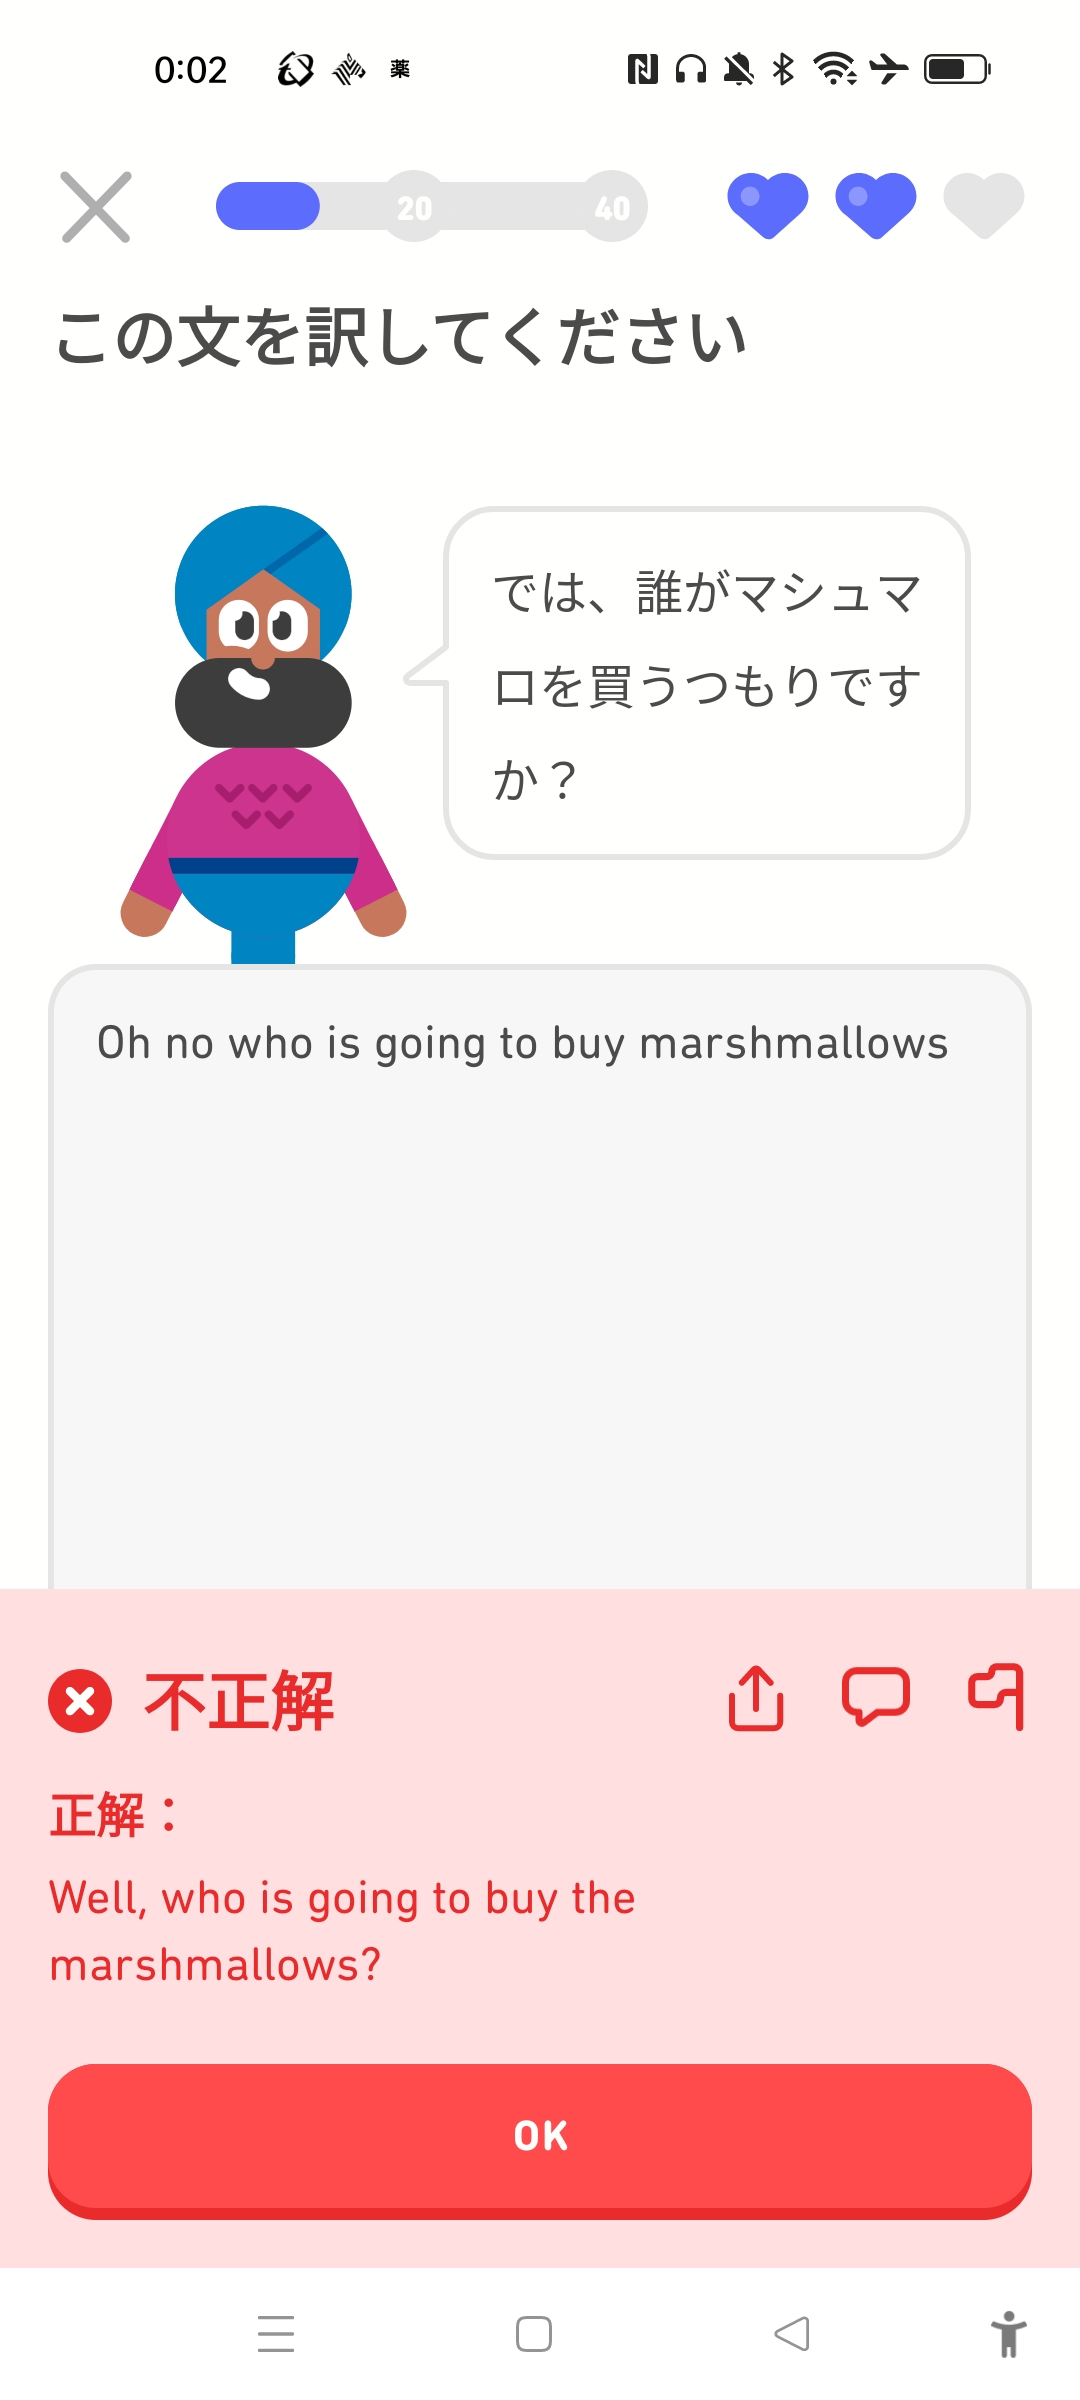 0:02 薬
20 40
この文を訳してください
では、誰がマシュマ
ロを買うつもりです
か？
Oh no who is going to buy marshmallows
不正解
正解：
Well, who is going to buy the
marshmallows?
OK